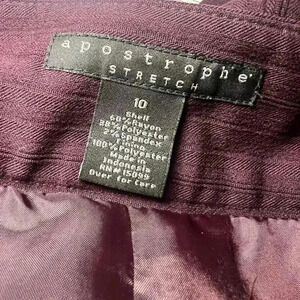 apostrophe
STRETCH
10
Shell
60% Rayon
38% Polyester
2% Spandex
Lining
100% Polyester
Made in
Indonesia
RN# 15099
Over for Care